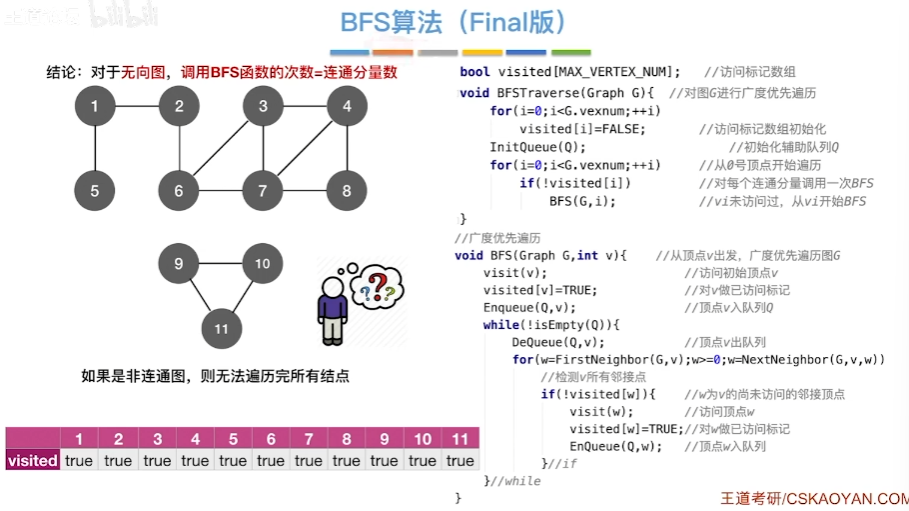 BFS算法（Final版）
结论：对于无向图，调用BFS函数的次数=连通分量数
1
2
3
4
5
6
7
8
9
10
11
如果是非连通图，则无法遍历完所有结点
1 2 3 4 5 6 7 8 9 10 11
visited true true true true true true true true true true true
bool visited[MAX_VERTEX_NUM]; //访问标记数组
void BFSTraverse(Graph G){ //对图G进行广度优先遍历
for(i=0;i<G.vexnum;++i)
visited[i]=FALSE; //访问标记数组初始化
InitQueue(Q); //初始化辅助队列Q
for(i=0;i<G.vexnum;++i) //从0号顶点开始遍历
if(!visited[i]) //对每个连通分量调用一次BFS
BFS(G,i); //vi未访问过，从vi开始BFS
}
//广度优先遍历
void BFS(Graph G,int v){ //从顶点v出发，广度优先遍历图G
visit(v); //访问初始顶点v
visited[v]=TRUE; //对v做已访问标记
Enqueue(Q,v); //顶点v入队列Q
while(!isEmpty(Q)){
DeQueue(Q,v); //顶点v出队列
for(w=FirstNeighbor(G,v);w>=0;w=NextNeighbor(G,v,w))
//检测v所有邻接点
if(!visited[w]){ //w为v的尚未访问的邻接顶点
visit(w); //访问顶点w
visited[w]=TRUE;//对w做已访问标记
EnQueue(Q,w); //顶点w入队列
}//if
}//while
}
王道考研/CSKAOYAN.COM